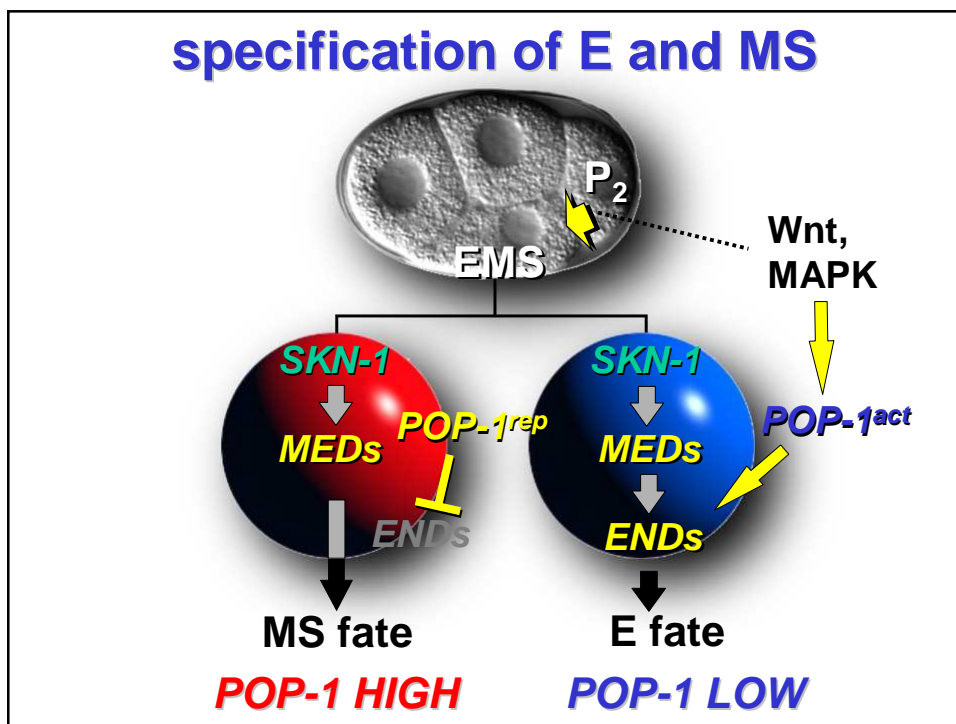 specification of E and MS
P2
EMS
Wnt,
MAPK
SKN-1
MEDs
POP-1rep
ENDs
MS fate
POP-1 HIGH
SKN-1
MEDs
ENDs
POP-1act
E fate
POP-1 LOW